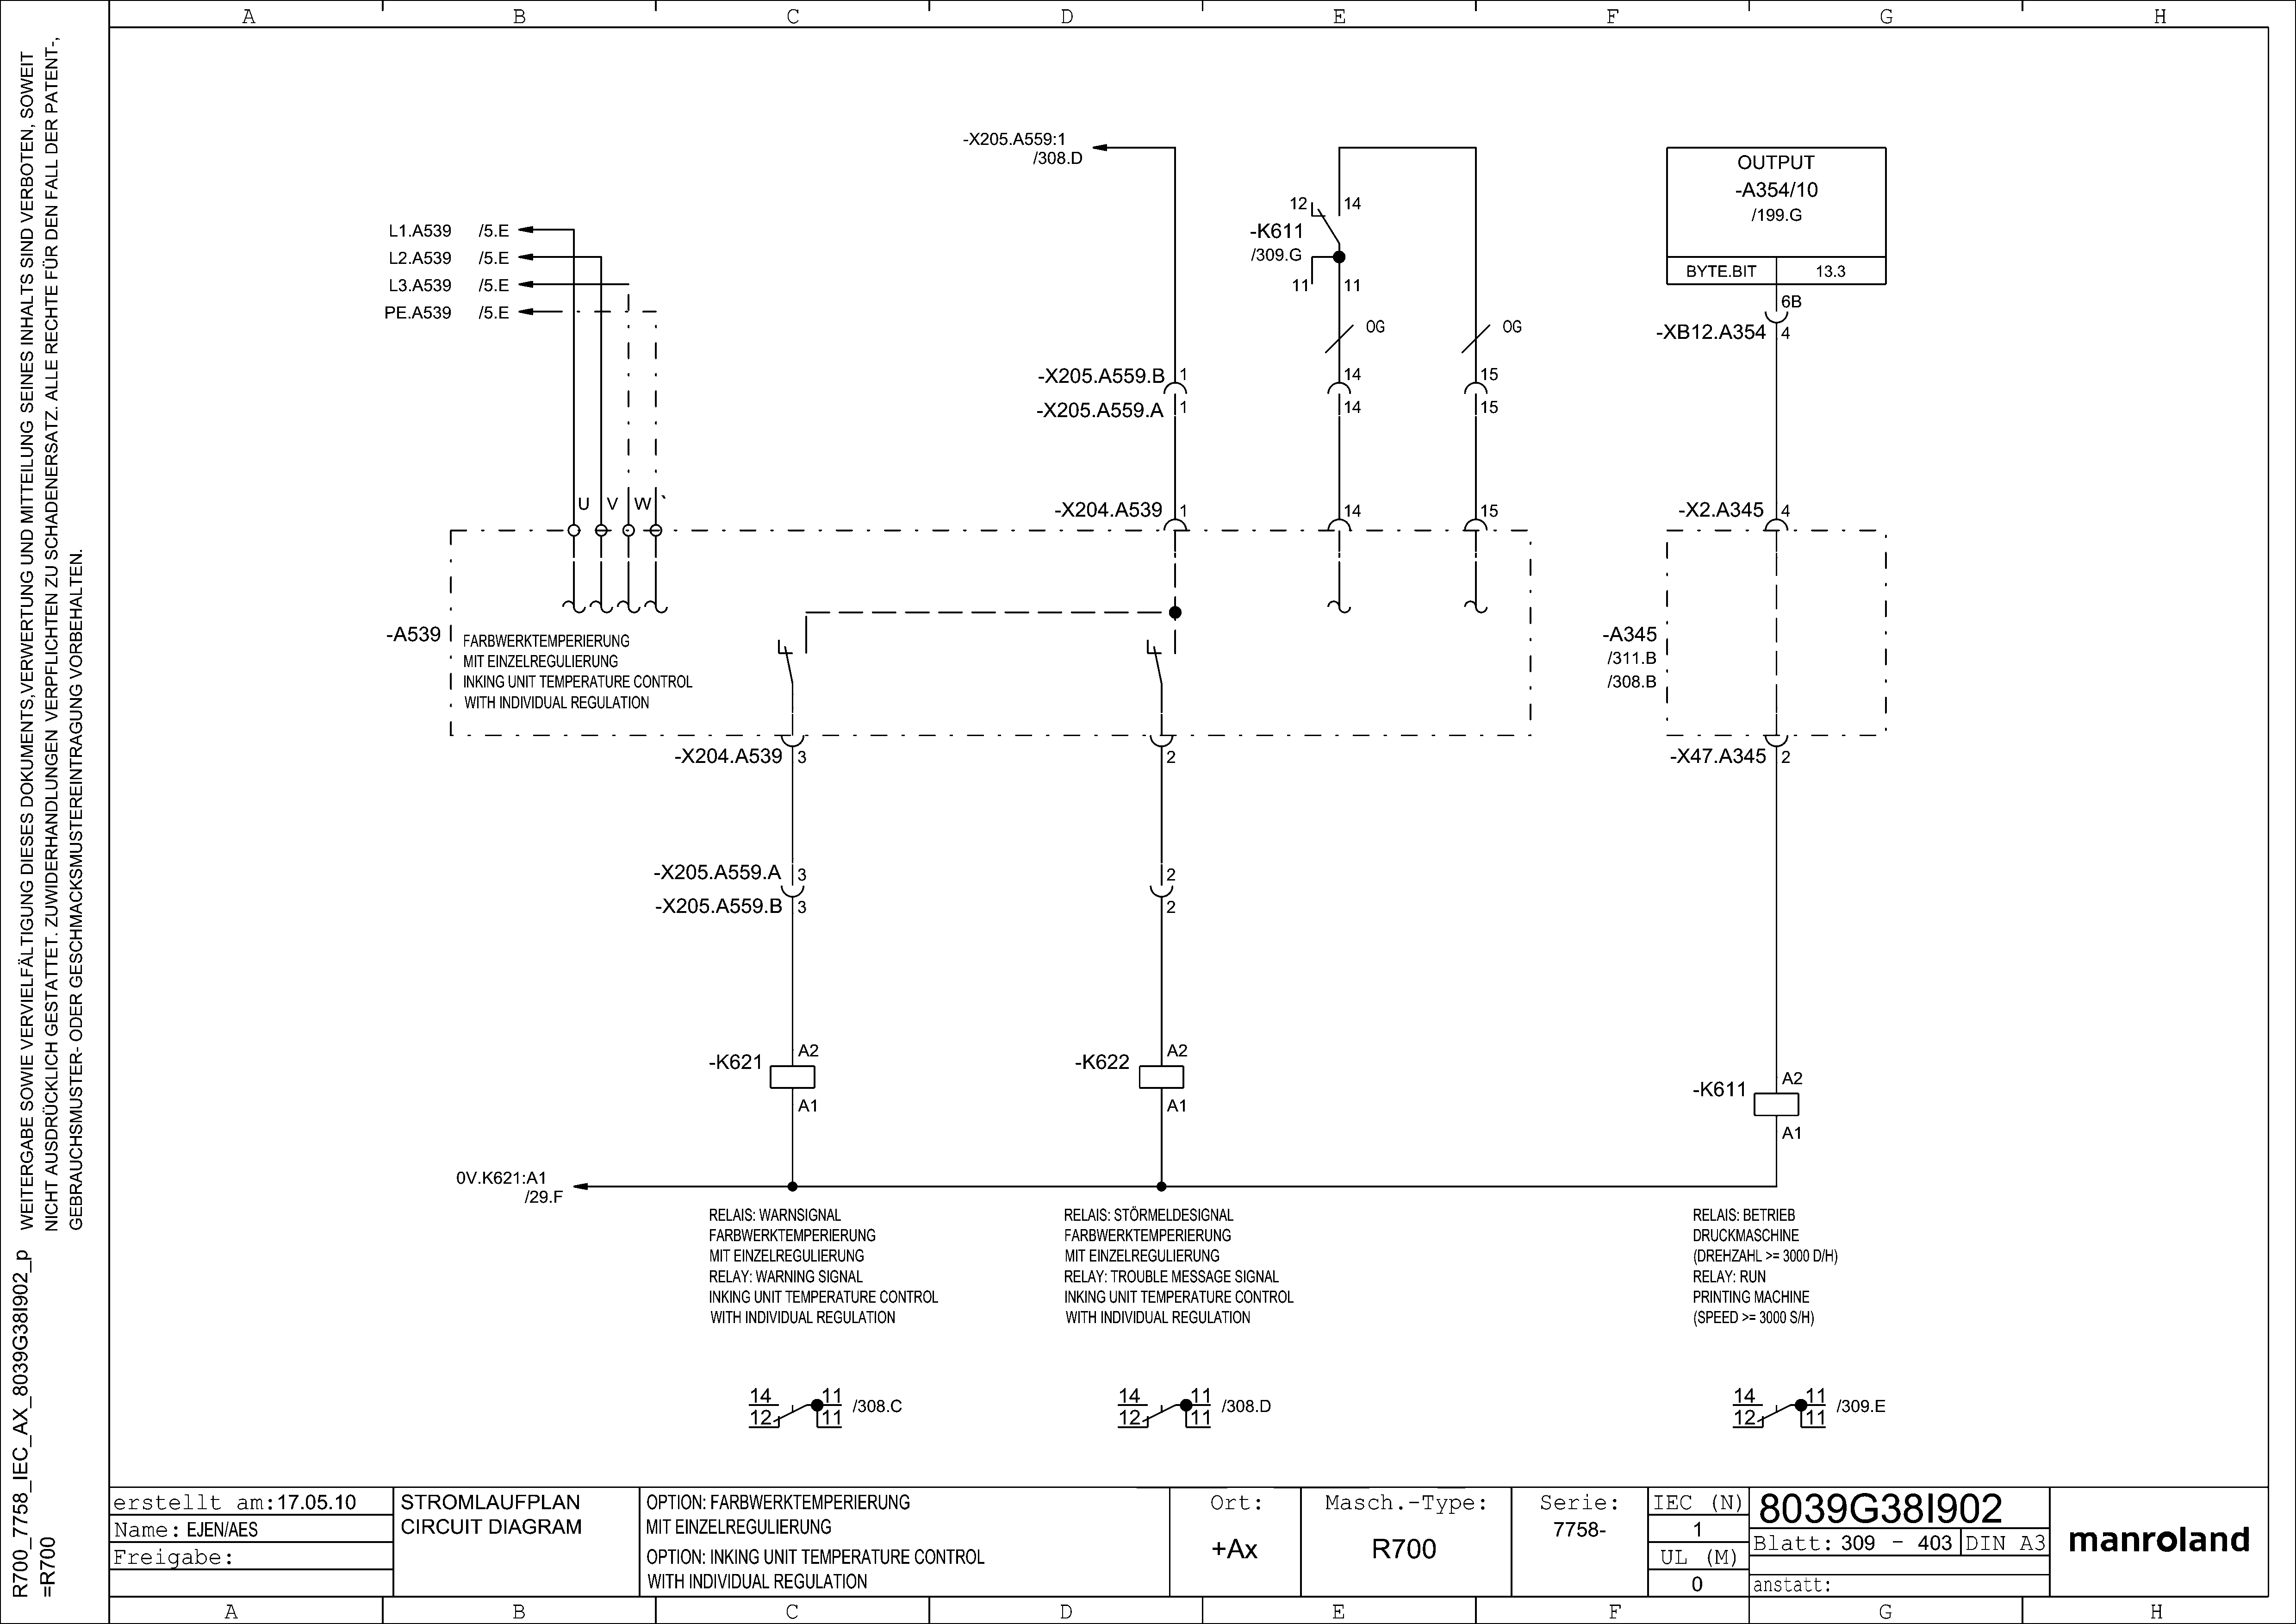 A B C D E F G H
WEITERGABE SOWIE VERVIELFÄLTIGUNG DIESES DOKUMENTS,VERWERTUNG UND MITTEILUNG SEINES INHALTS SIND VERBOTEN, SOWEIT
NICHT AUSDRÜCKLICH GESTATTET. ZUWIDERHANDLUNGEN VERPFLICHTEN ZU SCHADENERSATZ. ALLE RECHTE FÜR DEN FALL DER PATENT-,
GEBRAUCHSMUSTER- ODER GESCHMACKSMUSTEREINTRAGUNG VORBEHALTEN.
R700_7758_IEC_AX_8039G38I902_p
=R700
-X205.A559:1
/308.D
L1.A539 /5.E
L2.A539 /5.E
L3.A539 /5.E
PE.A539 /5.E
12 14
-K611
/309.G
11 11
OG OG
OUTPUT
-A354/10
/199.G
BYTE.BIT 13.3
6B
-XB12.A354 4
-X205.A559.B 1 14 15
-X205.A559.A 1 14 15
U V W `
-X204.A539 1 14 15
-X2.A345 4
-A539
FARBWERKTEMPERIERUNG
MIT EINZELREGULIERUNG
INKING UNIT TEMPERATURE CONTROL
WITH INDIVIDUAL REGULATION
-A345
/311.B
/308.B
-X204.A539 3 2
-X47.A345 2
-X205.A559.A 3 2
-X205.A559.B 3 2
-K621 A2
A1
-K622 A2
A1
-K611 A2
A1
0V.K621:A1
/29.F
RELAIS: WARNSIGNAL
FARBWERKTEMPERIERUNG
MIT EINZELREGULIERUNG
RELAY: WARNING SIGNAL
INKING UNIT TEMPERATURE CONTROL
WITH INDIVIDUAL REGULATION
RELAIS: STÖRMELDESIGNAL
FARBWERKTEMPERIERUNG
MIT EINZELREGULIERUNG
RELAY: TROUBLE MESSAGE SIGNAL
INKING UNIT TEMPERATURE CONTROL
WITH INDIVIDUAL REGULATION
RELAIS: BETRIEB
DRUCKMASCHINE
(DREHZAHL >= 3000 D/H)
RELAY: RUN
PRINTING MACHINE
(SPEED >= 3000 S/H)
14 11
12 11 /308.C
14 11
12 11 /308.D
14 11
12 11 /309.E
erstellt am:17.05.10
Name: EJEN/AES
Freigabe:
STROMLAUFPLAN
CIRCUIT DIAGRAM
OPTION: FARBWERKTEMPERIERUNG
MIT EINZELREGULIERUNG
OPTION: INKING UNIT TEMPERATURE CONTROL
WITH INDIVIDUAL REGULATION
Ort:
+Ax
Masch.-Type:
R700
Serie:
7758-
IEC (N)
1
UL (M)
0
8039G38I902
Blatt: 309 - 403 DIN A3
anstatt:
manroland
A B C D E F G H